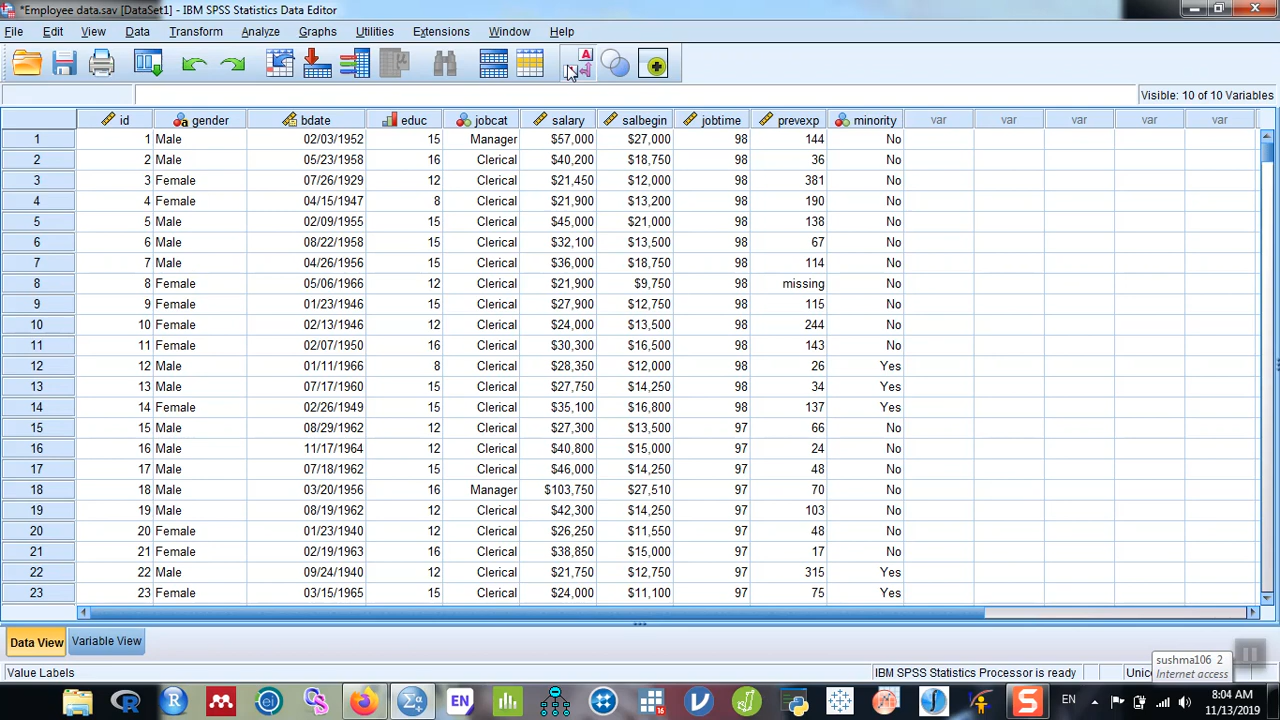 *Employee data.sav [DataSet1] - IBM SPSS Statistics Data Editor
File Edit View Data Transform Analyze Graphs Utilities Extensions Window Help
A
Visible: 10 of 10 Variables
id gender bdate educ jobcat salary salbegin jobtime prevexp minority var var var var var
1 1 Male 02/03/1952 15 Manager $57,000 $27,000 98 144 No
2 2 Male 05/23/1958 16 Clerical $40,200 $18,750 98 36 No
3 3 Female 07/26/1929 12 Clerical $21,450 $12,000 98 381 No
4 4 Female 04/15/1947 8 Clerical $21,900 $13,200 98 190 No
5 5 Male 02/09/1955 15 Clerical $45,000 $21,000 98 138 No
6 6 Male 08/22/1958 15 Clerical $32,100 $13,500 98 67 No
7 7 Male 04/26/1956 15 Clerical $36,000 $18,750 98 114 No
8 8 Female 05/06/1966 12 Clerical $21,900 $9,750 98 missing No
9 9 Female 01/23/1946 15 Clerical $27,900 $12,750 98 115 No
10 10 Female 02/13/1946 12 Clerical $24,000 $13,500 98 244 No
11 11 Female 02/07/1950 16 Clerical $30,300 $16,500 98 143 No
12 12 Male 01/11/1966 8 Clerical $28,350 $12,000 98 26 Yes
13 13 Male 07/17/1960 15 Clerical $27,750 $14,250 98 34 Yes
14 14 Female 02/26/1949 15 Clerical $35,100 $16,800 98 137 Yes
15 15 Male 08/29/1962 12 Clerical $27,300 $13,500 97 66 No
16 16 Male 11/17/1964 12 Clerical $40,800 $15,000 97 24 No
17 17 Male 07/18/1962 15 Clerical $46,000 $14,250 97 48 No
18 18 Male 03/20/1956 16 Manager $103,750 $27,510 97 70 No
19 19 Male 08/19/1962 12 Clerical $42,300 $14,250 97 103 No
20 20 Female 01/23/1940 12 Clerical $26,250 $11,550 97 48 No
21 21 Female 02/19/1963 16 Clerical $38,850 $15,000 97 17 No
22 22 Male 09/24/1940 12 Clerical $21,750 $12,750 97 315 Yes
23 23 Female 03/15/1965 15 Clerical $24,000 $11,100 97 75 Yes
Data View Variable View
sushma106 2
Internet access
Value Labels IBM SPSS Statistics Processor is ready
EN
EN
8:04 AM
11/13/2019